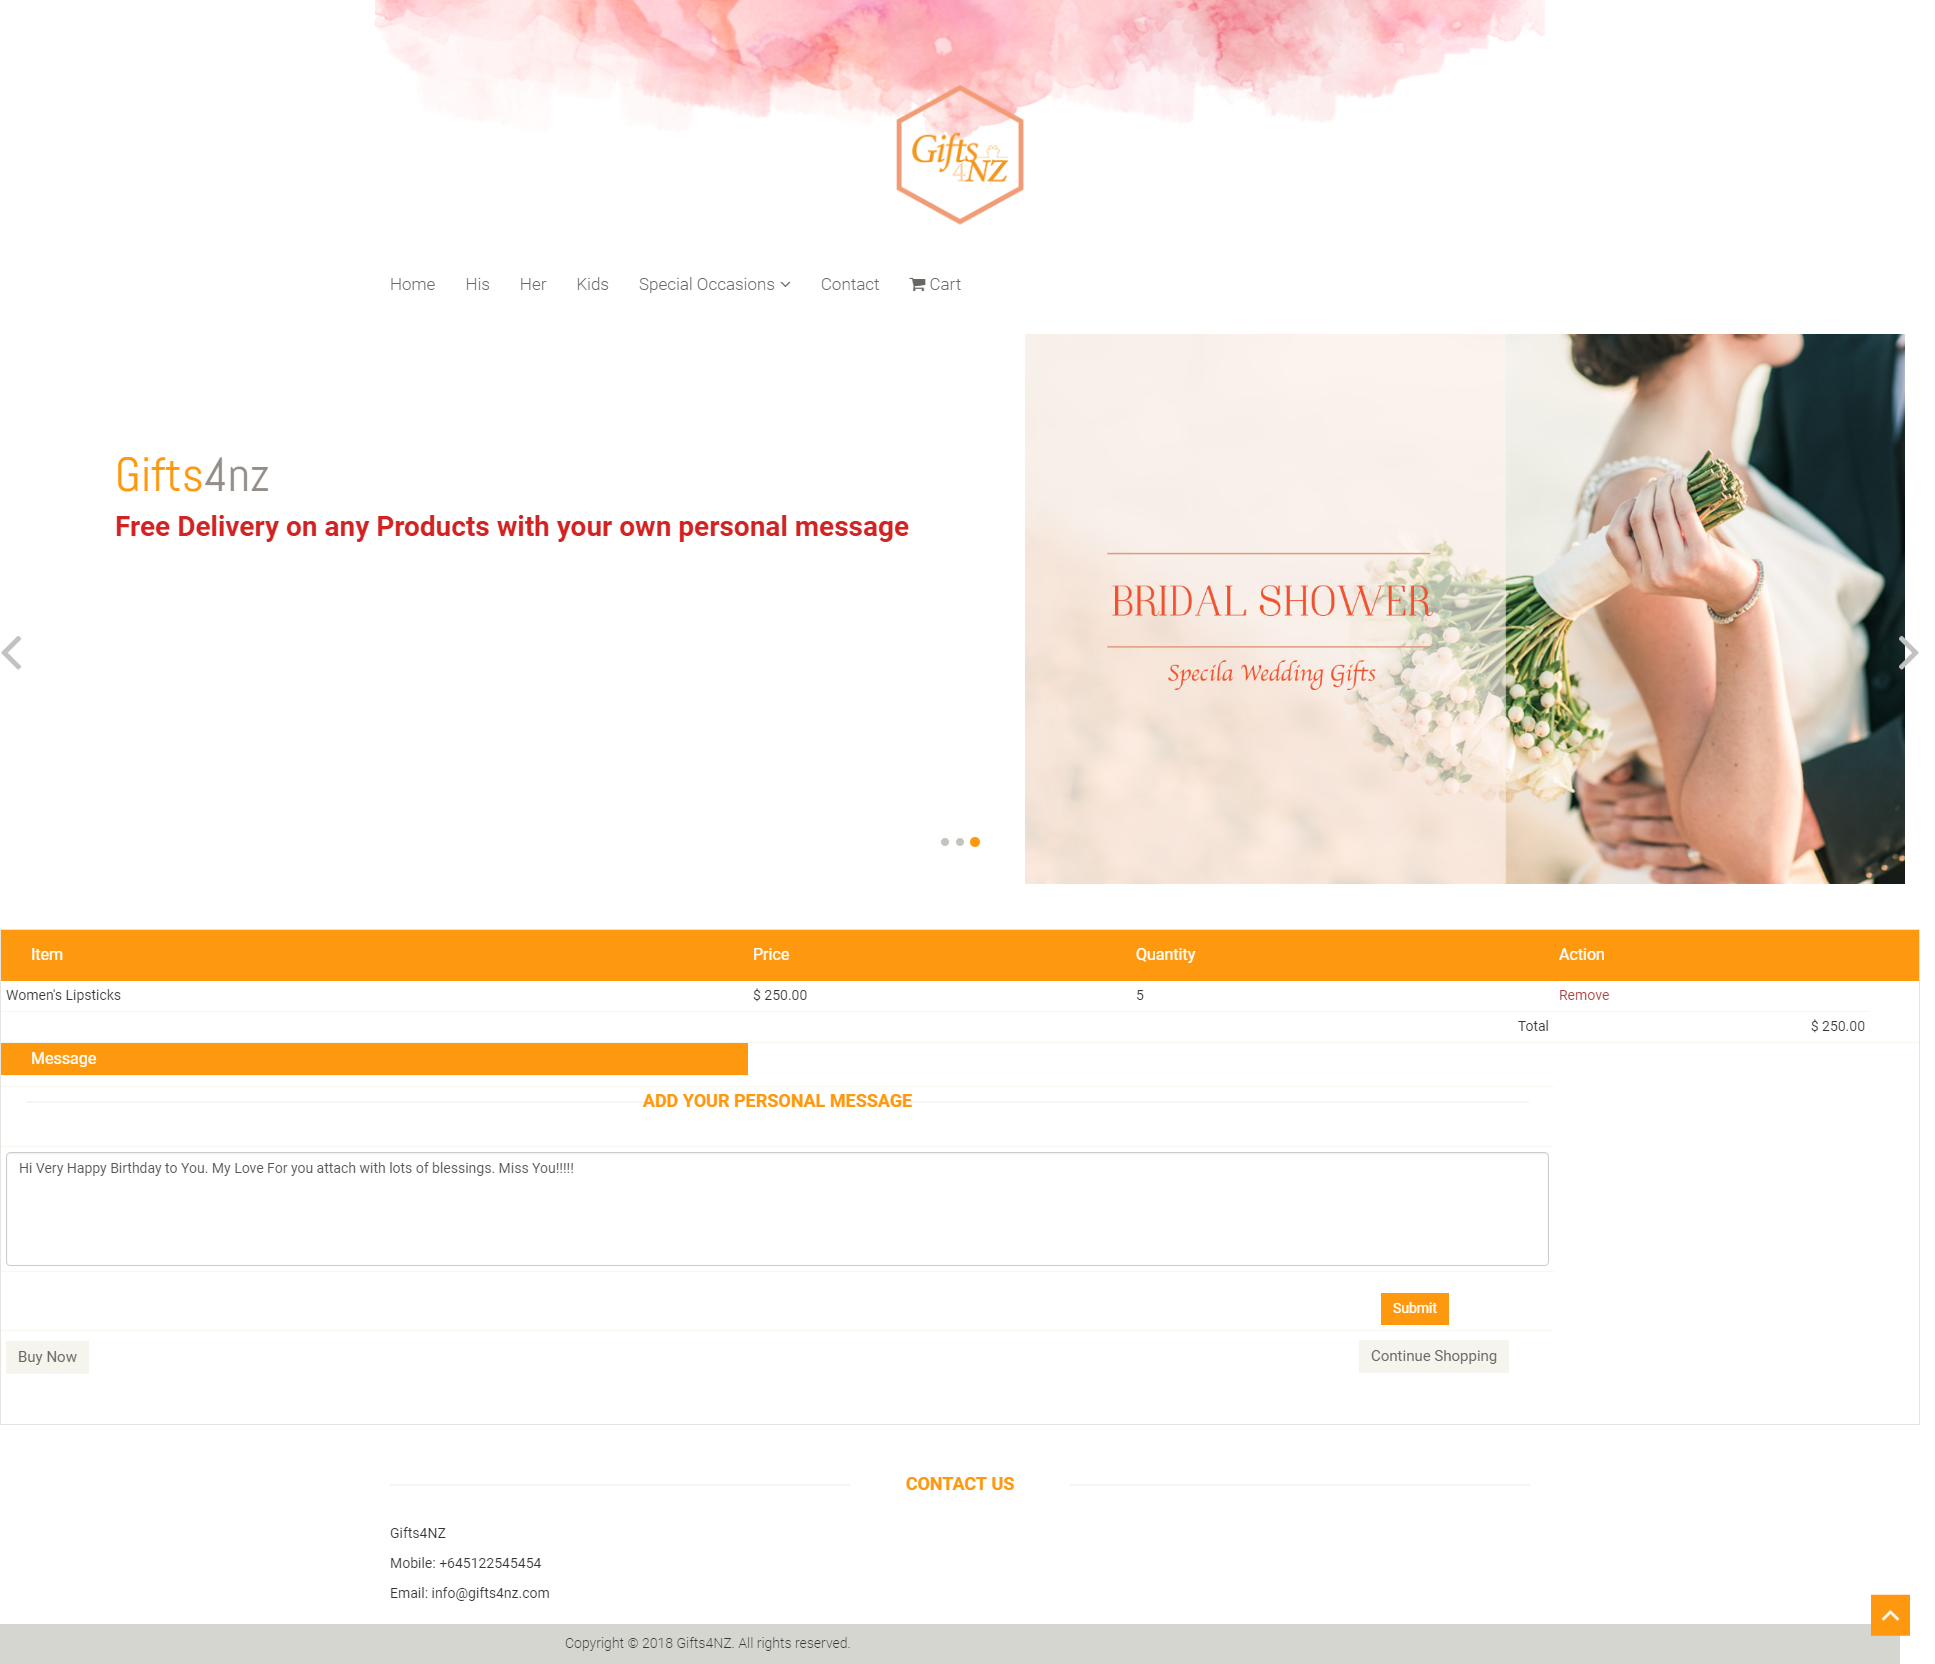 Gifts
4NZ
Home His Her Kids Special Occasions Contact Cart
Gifts4nz
Free Delivery on any Products with your own personal message
BRIDAL SHOWER
Specila Wedding Gifts
Item Price Quantity Action
Women's Lipsticks $ 250.00 5 Remove
Total $ 250.00
Message
ADD YOUR PERSONAL MESSAGE
Hi Very Happy Birthday to You. My Love For you attach with lots of blessings. Miss You!!!!!
Submit
Buy Now Continue Shopping
CONTACT US
Gifts4NZ
Mobile: +645122545454
Email: info@gifts4nz.com
Copyright © 2018 Gifts4NZ. All rights reserved.